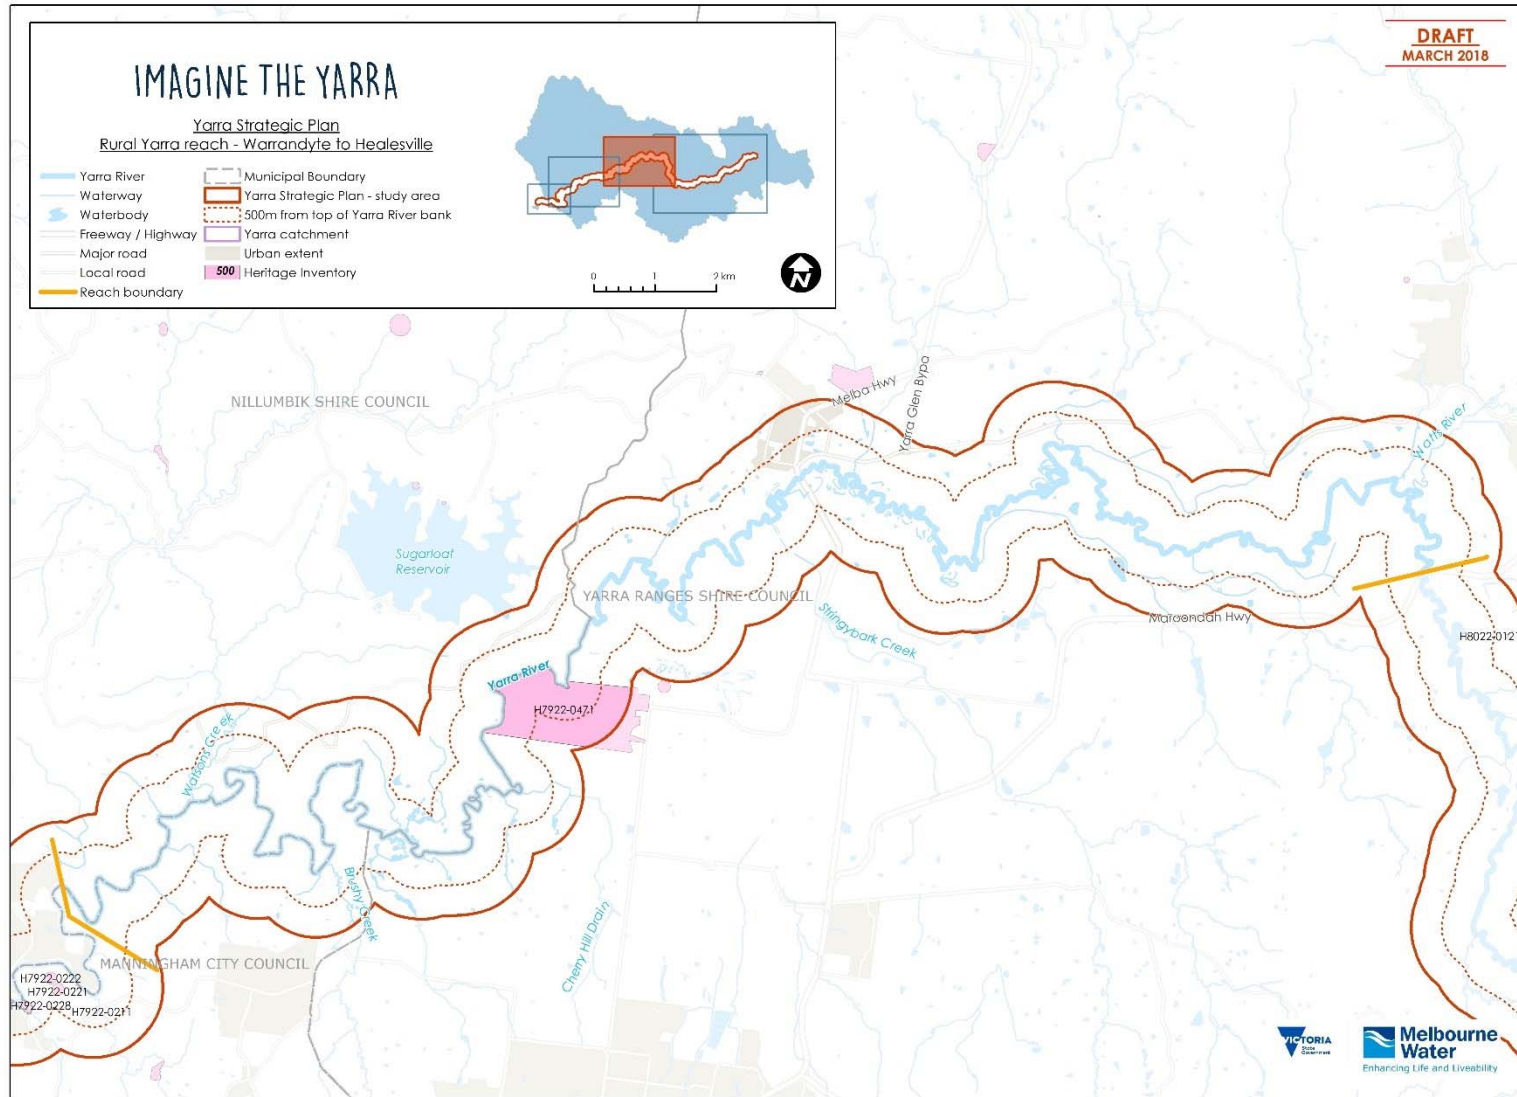 DRAFT
MARCH 2018
IMAGINE THE YARRA
Yarra Strategic Plan
Rural Yarra reach - Warrandyte to Healesville
Yarra River
Waterway
Waterbody
Freeway / Highway
Major road
Local road
Reach boundary
Municipal Boundary
Yarra Strategic Plan - study area
500m from top of Yarra River bank
Yarra catchment
Urban extent
500 Heritage Inventory
0 1 2 km
N
NILLUMBIK SHIRE COUNCIL
Melba Hwy
Yarra Glen Bypa
Watts River
Sugarloaf
Reservoir
YARRA RANGES SHIRE COUNCIL
Stringybark Creek
Maroondah Hwy
H8022-0121
Yarra River
H7922-0471
Watsons Creek
Brushy Creek
Cherry Hill Drain
MANNINGHAM CITY COUNCIL
H7922-0222
H7922-0221
H7922-0228
H7922-0211
VICTORIA
State
Government
Melbourne
Water
Enhancing Life and Liveability